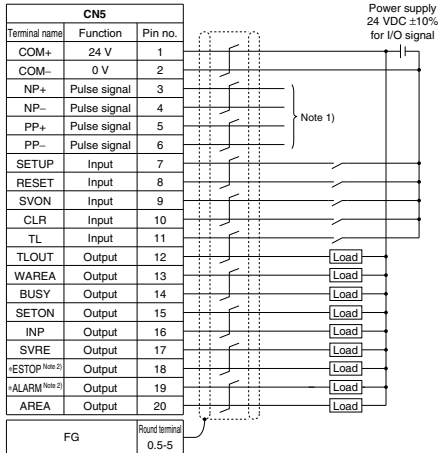 Power supply
24 VDC ±10%
for I/O signal
CN5
Terminal name Function Pin no.
COM+ 24 V 1
COM− 0 V 2
NP+ Pulse signal 3
NP− Pulse signal 4
PP+ Pulse signal 5
PP− Pulse signal 6
Note 1)
SETUP Input 7
RESET Input 8
SVON Input 9
CLR Input 10
TL Input 11
TLOUT Output 12 Load
WAREA Output 13 Load
BUSY Output 14 Load
SETON Output 15 Load
INP Output 16 Load
SVRE Output 17 Load
*ESTOP Note 2) Output 18 Load
*ALARM Note 2) Output 19 Load
AREA Output 20 Load
FG Round terminal
0.5-5